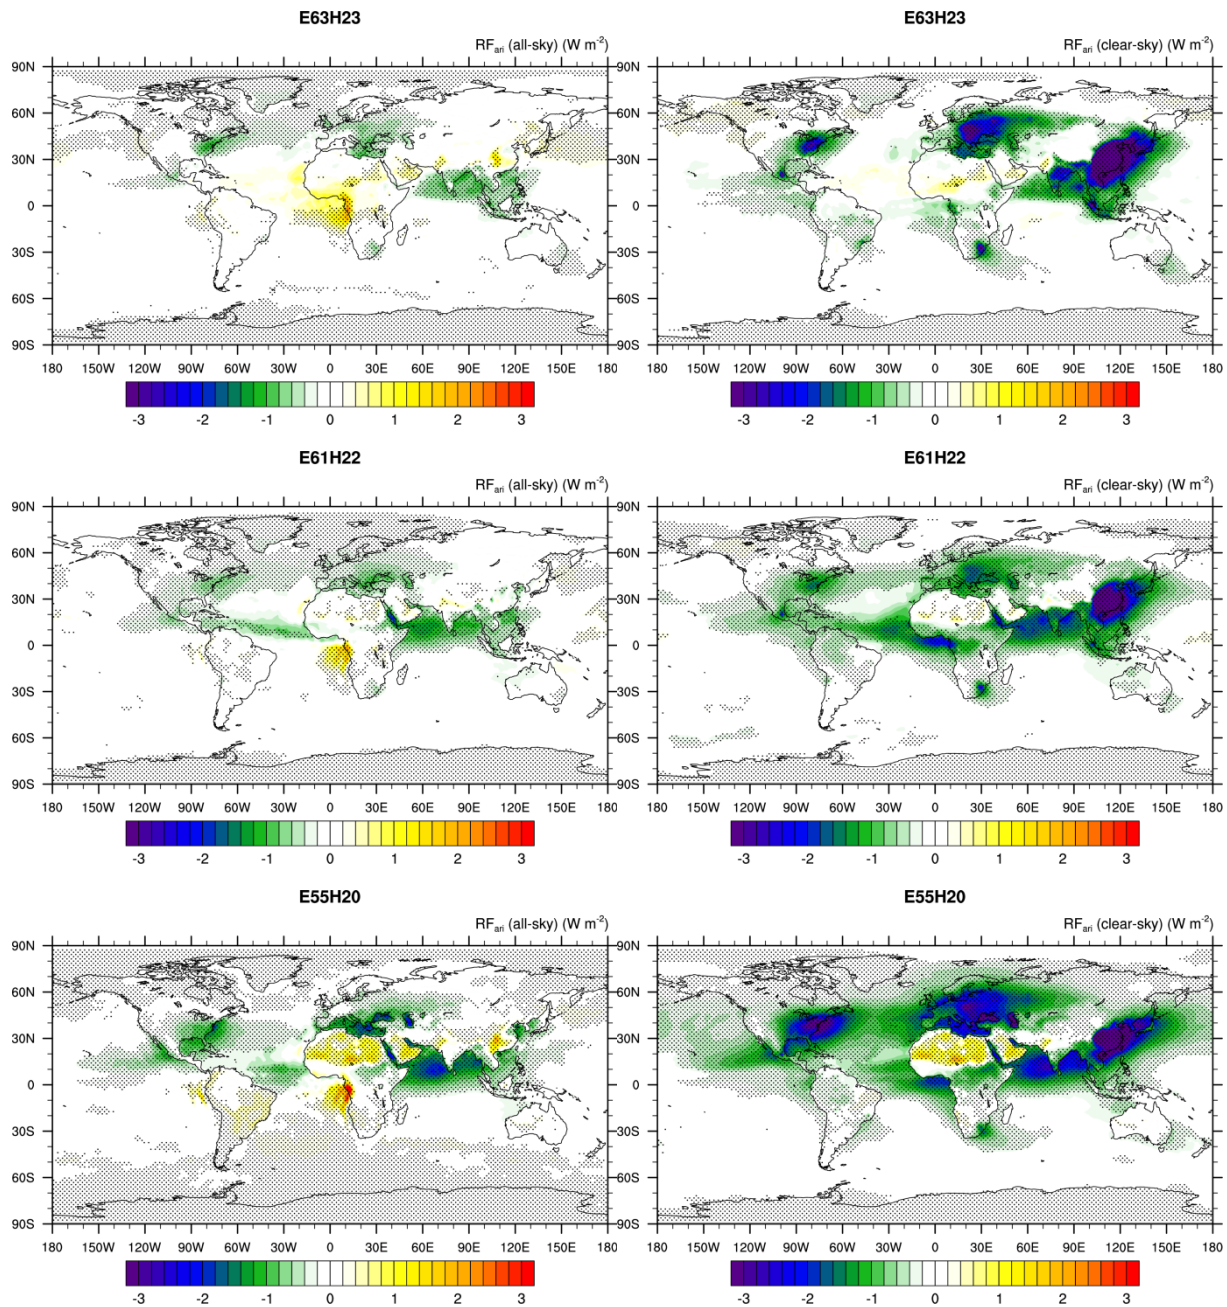 E63H23
RFari (all-sky) (W m-2)
90N
60N
30N
0
30S
60S
90S
180 150W 120W 90W 60W 30W 0 30E 60E 90E 120E 150E 180
-3 -2 -1 0 1 2 3
E63H23
RFari (clear-sky) (W m-2)
90N
60N
30N
0
30S
60S
90S
180 150W 120W 90W 60W 30W 0 30E 60E 90E 120E 150E 180
-3 -2 -1 0 1 2 3
E61H22
RFari (all-sky) (W m-2)
90N
60N
30N
0
30S
60S
90S
180 150W 120W 90W 60W 30W 0 30E 60E 90E 120E 150E 180
-3 -2 -1 0 1 2 3
E61H22
RFari (clear-sky) (W m-2)
90N
60N
30N
0
30S
60S
90S
180 150W 120W 90W 60W 30W 0 30E 60E 90E 120E 150E 180
-3 -2 -1 0 1 2 3
E55H20
RFari (all-sky) (W m-2)
90N
60N
30N
0
30S
60S
90S
180 150W 120W 90W 60W 30W 0 30E 60E 90E 120E 150E 180
-3 -2 -1 0 1 2 3
E55H20
RFari (clear-sky) (W m-2)
90N
60N
30N
0
30S
60S
90S
180 150W 120W 90W 60W 30W 0 30E 60E 90E 120E 150E 180
-3 -2 -1 0 1 2 3